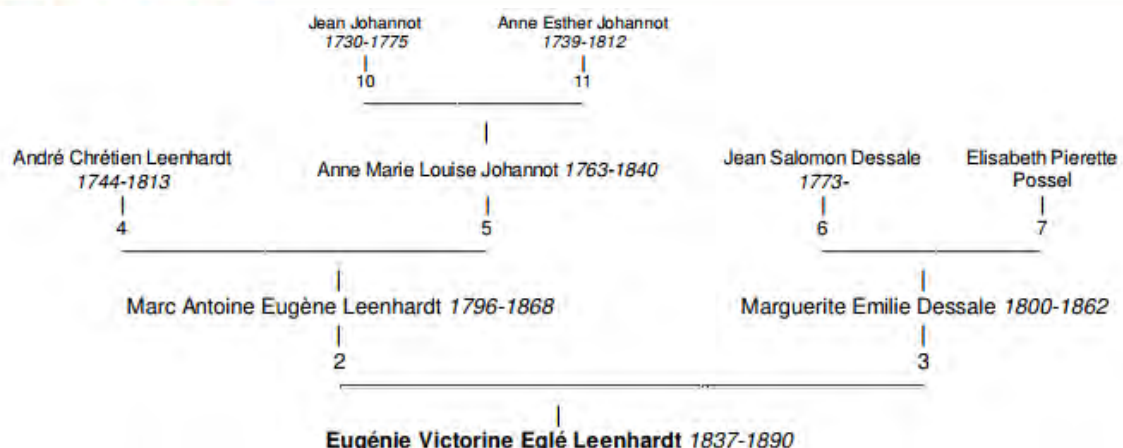 Jean Johannot Anne Esther Johannot
1730-1775 1739-1812
10 11
André Chrétien Leenhardt Jean Salomon Dessale Elisabeth Pierette
1744-1813 Anne Marie Louise Johannot 1763-1840 1773- Possel
4 5 6 7
Marc Antoine Eugène Leenhardt 1796-1868 Marguerite Emilie Dessale 1800-1862
2 3
Eugénie Victorine Eglé Leenhardt 1837-1890